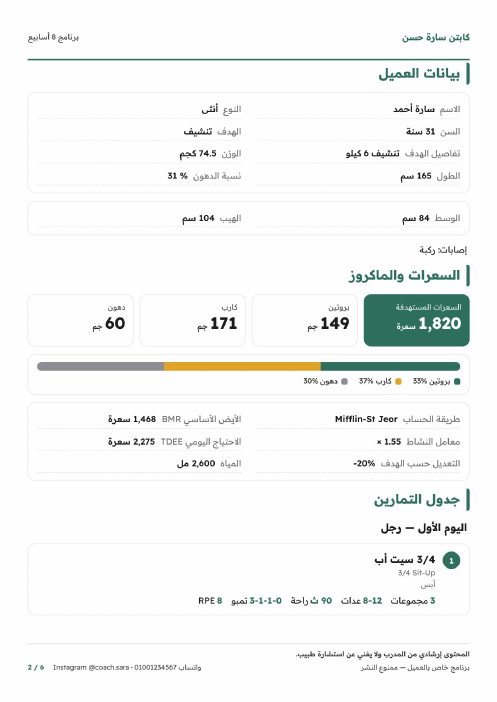 كابتن سارة حسن
برنامج 8 أسابيع
بيانات العميل
الاسم سارة أحمد
النوع أنثى
السن 31 سنة
الهدف تنشيف
تفاصيل الهدف تنشيف 6 كيلو
الوزن 74.5 كجم
الطول 165 سم
نسبة الدهون 31 %
الوسط 84 سم
الهيب 104 سم
إصابات: ركبة
السعرات والماكروز
السعرات المستهدفة
1,820 سعرة
بروتين
149 جم
كارب
171 جم
دهون
60 جم
بروتين 33%
كارب 37%
دهون 30%
طريقة الحساب Mifflin-St Jeor
الأيض الأساسي BMR 1,468 سعرة
معامل النشاط 1.55 ×
الاحتياج اليومي TDEE 2,275 سعرة
التعديل حسب الهدف -20%
المياه 2,600 مل
جدول التمارين
اليوم الأول — رجل
1
3/4 سيت أب
3/4 Sit-Up
أبس
3 مجموعات 8-12 عدات 90 ث راحة 3-1-1-0 تمبو RPE 8
المحتوى إرشادي من المدرب ولا يغني عن استشارة طبيب.
برنامج خاص بالعميل — ممنوع النشر
واتساب 01001234567 · Instagram @coach.sara
2 / 6